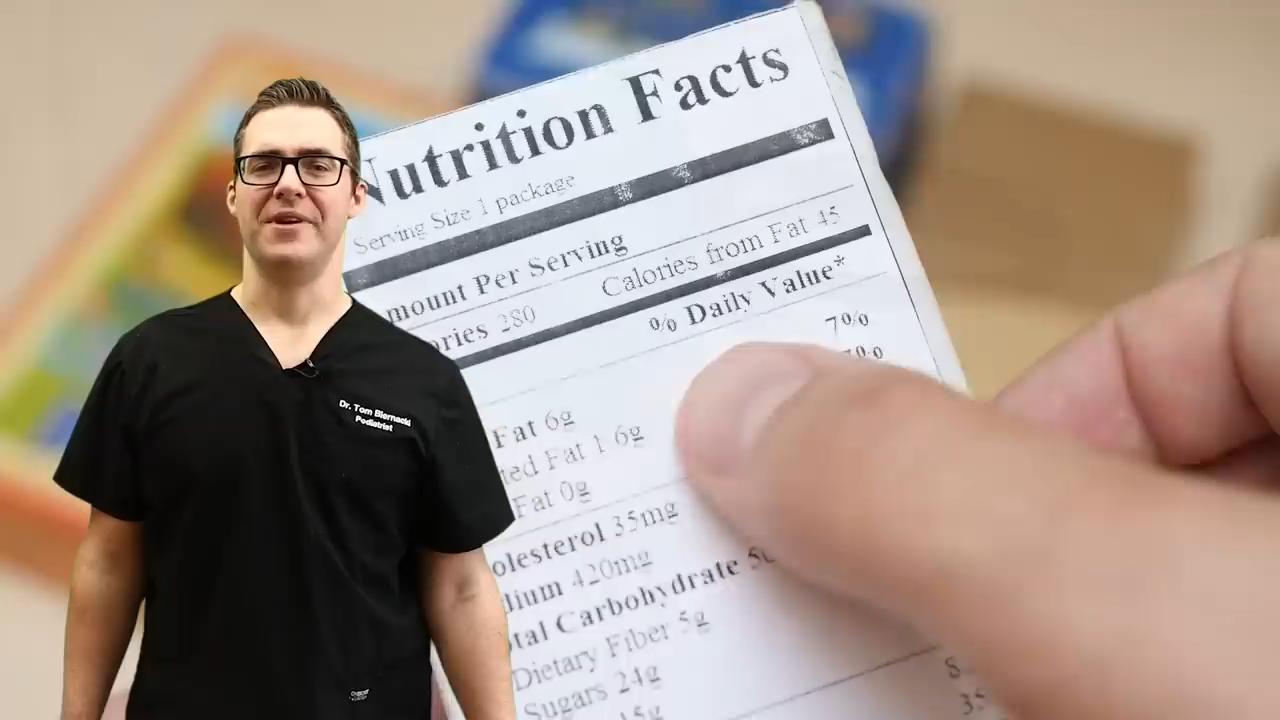 Nutrition Facts
Serving Size 1 package
mount Per Serving
ories 280 Calories from Fat 45
% Daily Value*
7%
Fat 6g
ted Fat 1 6g
Fat 0g
olesterol 35mg
dium 420mg
otal Carbohydrate
Dietary Fiber 5g
Sugars 24g
15g
Dr. Tom Biernacki
Podiatrist